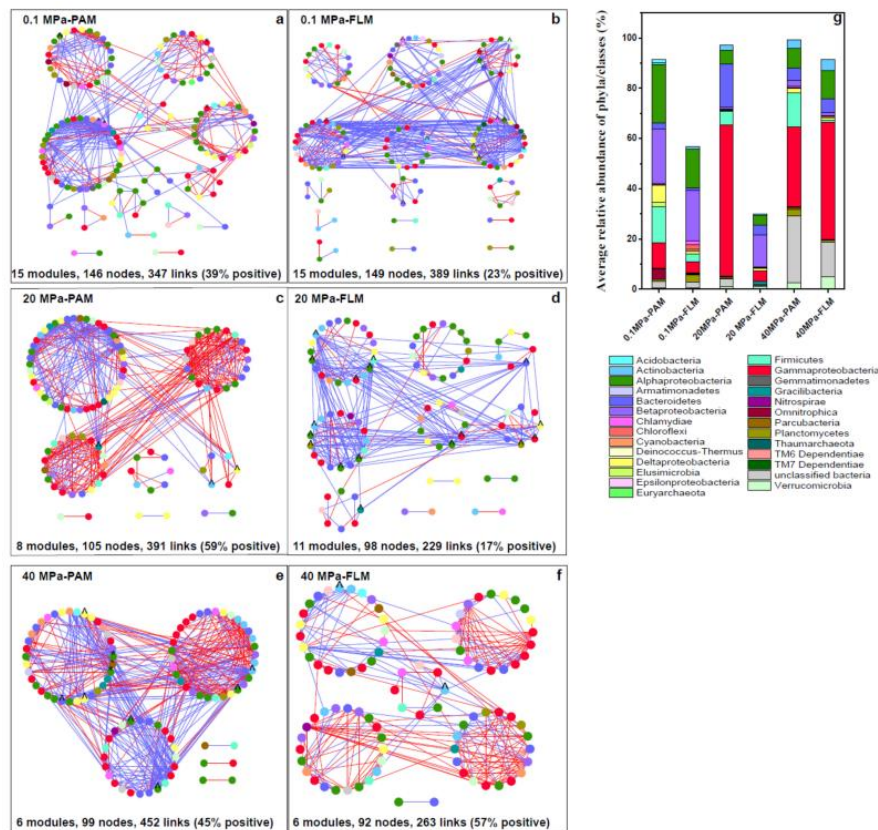 0.1 MPa-PAM
a
15 modules, 146 nodes, 347 links (39% positive)
0.1 MPa-FLM
b
15 modules, 149 nodes, 389 links (23% positive)
20 MPa-PAM
c
8 modules, 105 nodes, 391 links (59% positive)
20 MPa-FLM
d
11 modules, 98 nodes, 229 links (17% positive)
40 MPa-PAM
e
6 modules, 99 nodes, 452 links (45% positive)
40 MPa-FLM
f
6 modules, 92 nodes, 263 links (57% positive)
g
Average relative abundance of phyla/classes (%)
100
80
60
40
20
0
0.1MPa-PAM
0.1MPa-FLM
20MPa-PAM
20 MPa-FLM
40MPa-PAM
40MPa-FLM
Acidobacteria
Actinobacteria
Alphaproteobacteria
Armatimonadetes
Bacteroidetes
Betaproteobacteria
Chlamydiae
Chloroflexi
Cyanobacteria
Deinococcus-Thermus
Deltaproteobacteria
Elusimicrobia
Epsilonproteobacteria
Euryarchaeota
Firmicutes
Gammaproteobacteria
Gemmatimonadetes
Gracilibacteria
Nitrospirae
Omnitrophica
Parcubacteria
Planctomycetes
Thaumarchaeota
TM6 Dependentiae
TM7 Dependentiae
unclassified bacteria
Verrucomicrobia